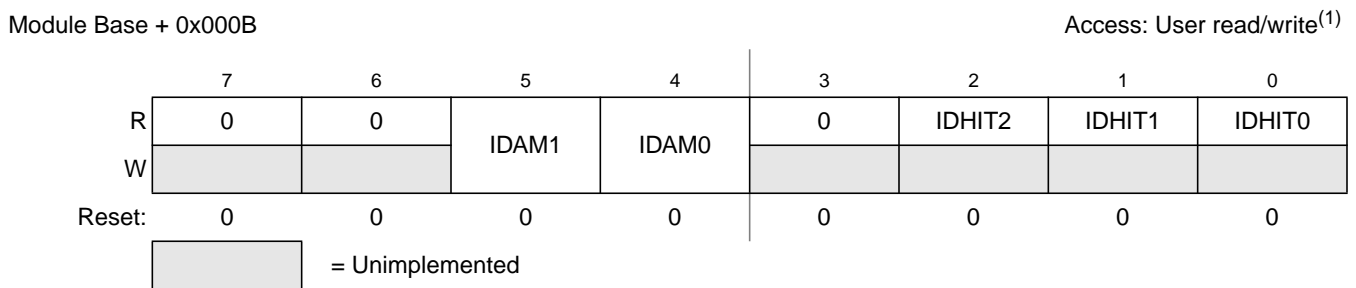 Module Base + 0x000B Access: User read/write(1)
7 6 5 4 3 2 1 0
R 0 0 IDAM1 IDAM0 0 IDHIT2 IDHIT1 IDHIT0
W
Reset: 0 0 0 0 0 0 0 0
= Unimplemented